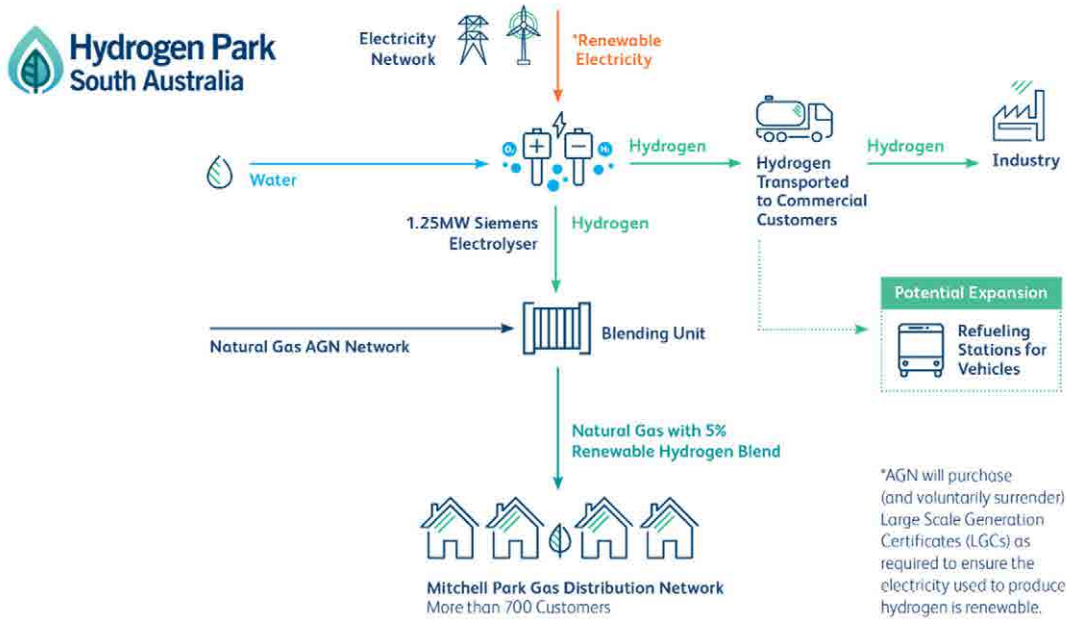 Hydrogen Park
South Australia
Electricity
Network
*Renewable
Electricity
O₂
+
−
H₂
Water
Hydrogen
Hydrogen
Transported
to Commercial
Customers
Hydrogen
Industry
1.25MW Siemens
Electrolyser
Hydrogen
Potential Expansion
Refueling
Stations for
Vehicles
Natural Gas AGN Network
Blending Unit
Natural Gas with 5%
Renewable Hydrogen Blend
Mitchell Park Gas Distribution Network
More than 700 Customers
*AGN will purchase
(and voluntarily surrender)
Large Scale Generation
Certificates (LGCs) as
required to ensure the
electricity used to produce
hydrogen is renewable.